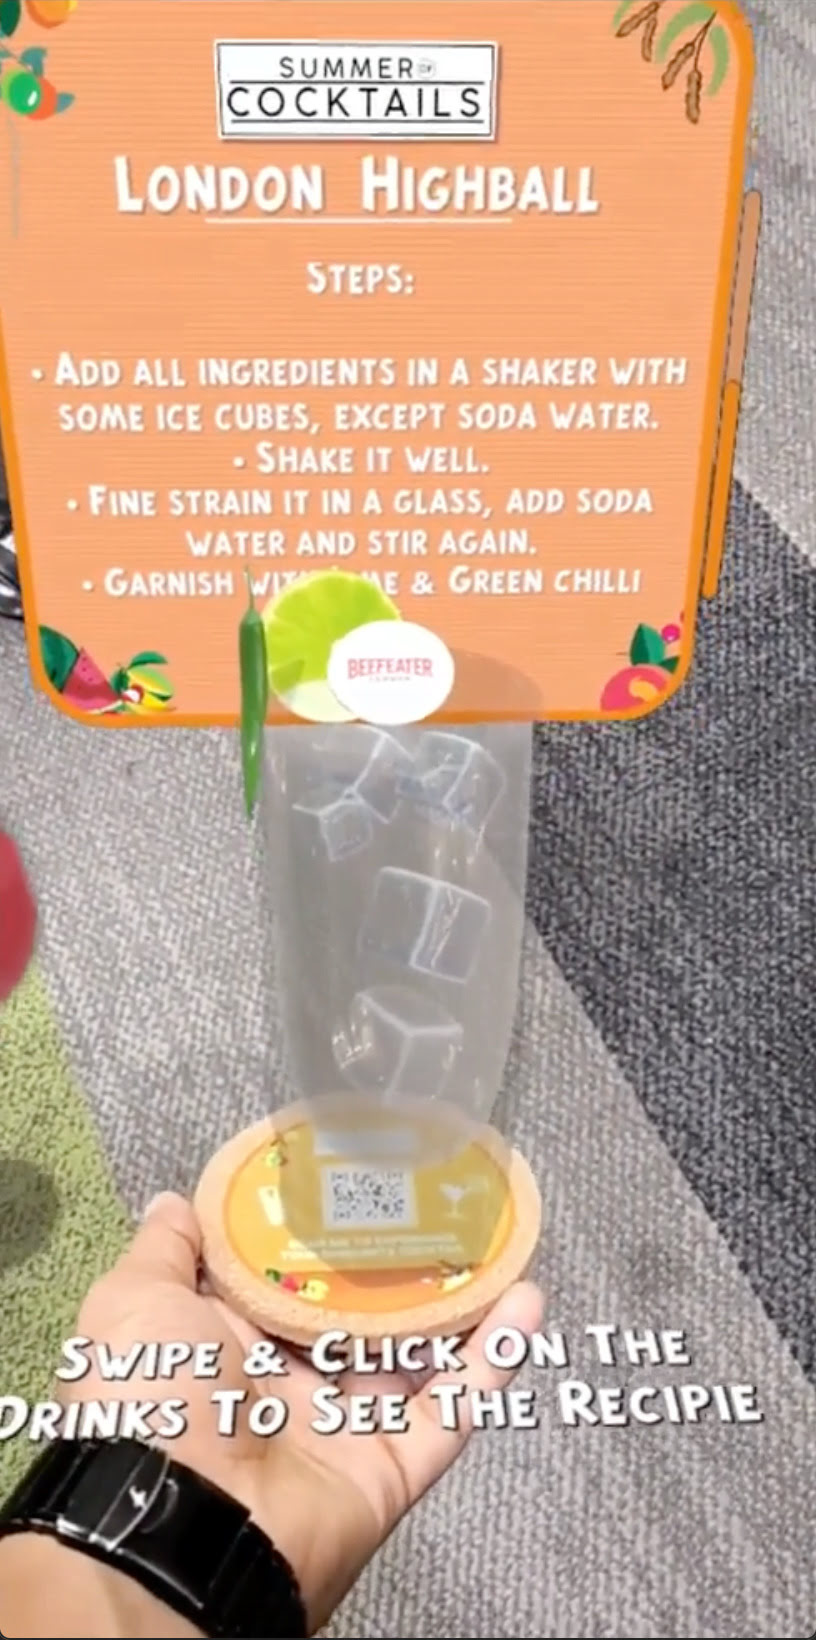 SUMMER OF
COCKTAILS
LONDON HIGHBALL
STEPS:
• ADD ALL INGREDIENTS IN A SHAKER WITH
SOME ICE CUBES, EXCEPT SODA WATER.
• SHAKE IT WELL.
• FINE STRAIN IT IN A GLASS, ADD SODA
WATER AND STIR AGAIN.
• GARNISH & GREEN CHILLI
BEEFEATER
LONDON
SWIPE & CLICK ON THE
DRINKS TO SEE THE RECIPIE